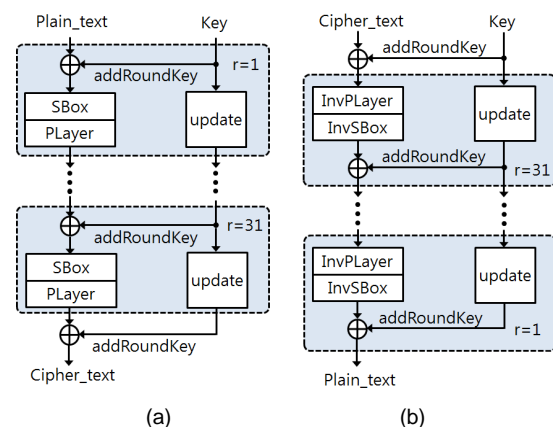 Plain_text
Key
addRoundKey
r=1
SBox
PLayer
update
addRoundKey
r=31
SBox
PLayer
update
addRoundKey
Cipher_text
(a)
Cipher_text
Key
addRoundKey
InvPLayer
InvSBox
update
addRoundKey
r=31
InvPLayer
InvSBox
update
addRoundKey
r=1
Plain_text
(b)